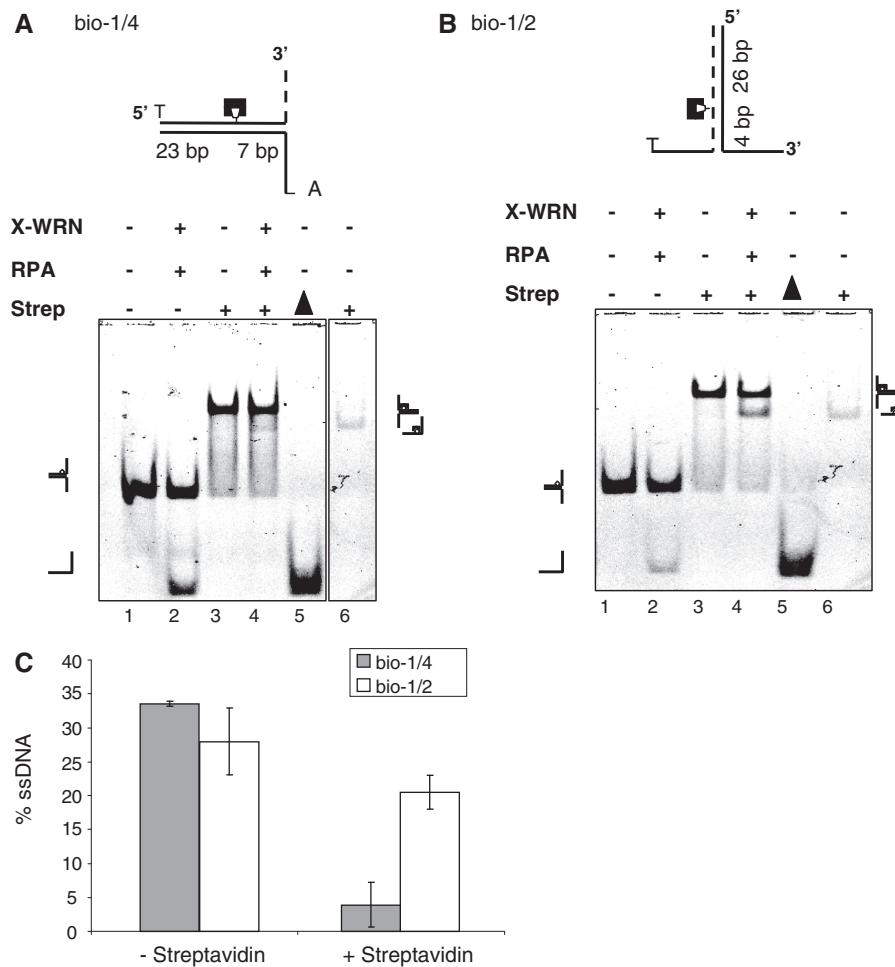 A bio-1/4
3’
5’ T
23 bp 7 bp
A
X-WRN - + - + - -
RPA - + - + - -
Strep - - + + ▲ +
1 2 3 4 5 6
B bio-1/2
5’
26 bp
4 bp
T
3’
X-WRN - + - + - -
RPA - + - + - -
Strep - - + + ▲ +
1 2 3 4 5 6
C
bio-1/4
bio-1/2
% ssDNA
40
35
30
25
20
15
10
5
0
- Streptavidin + Streptavidin